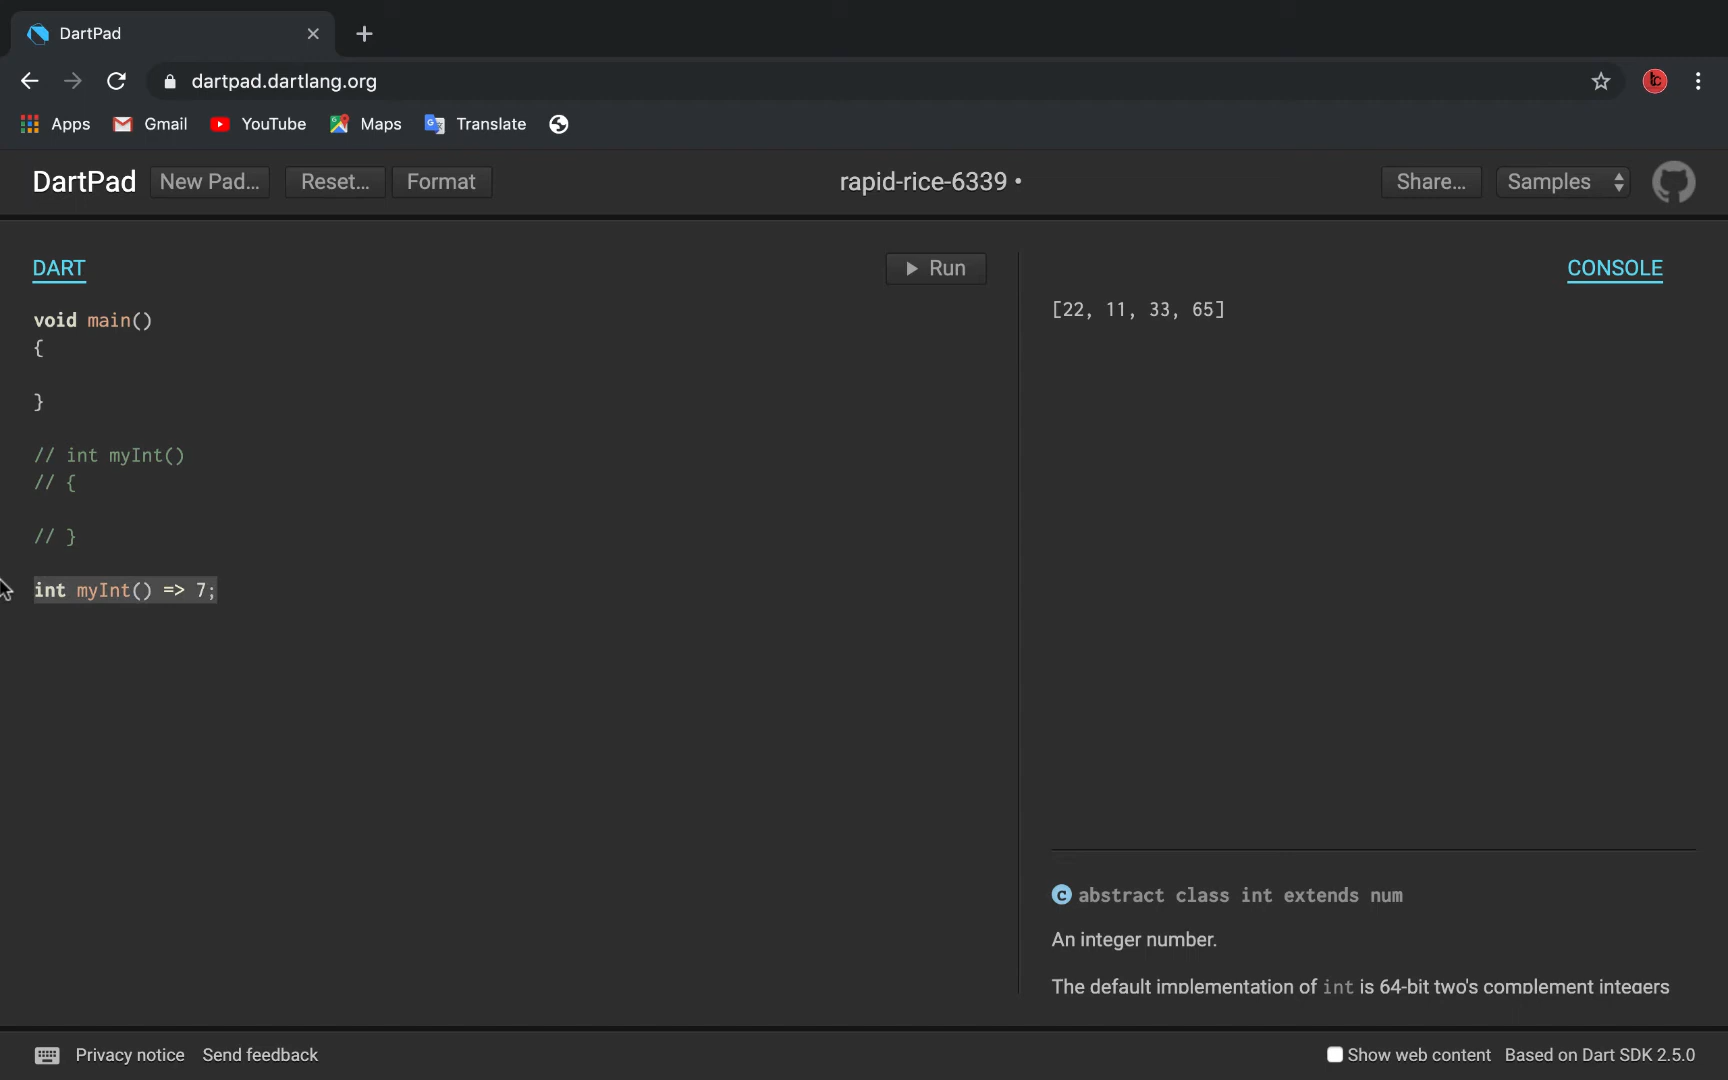 DartPad
dartpad.dartlang.org
Apps Gmail YouTube Maps Translate
DartPad New Pad... Reset... Format rapid-rice-6339 • Share... Samples
DART Run CONSOLE
void main()
{
}
// int myInt()
// {
// }
int myInt() => 7;
[22, 11, 33, 65]
C abstract class int extends num
An integer number.
The default implementation of int is 64-bit two's complement integers
Privacy notice Send feedback Show web content Based on Dart SDK 2.5.0